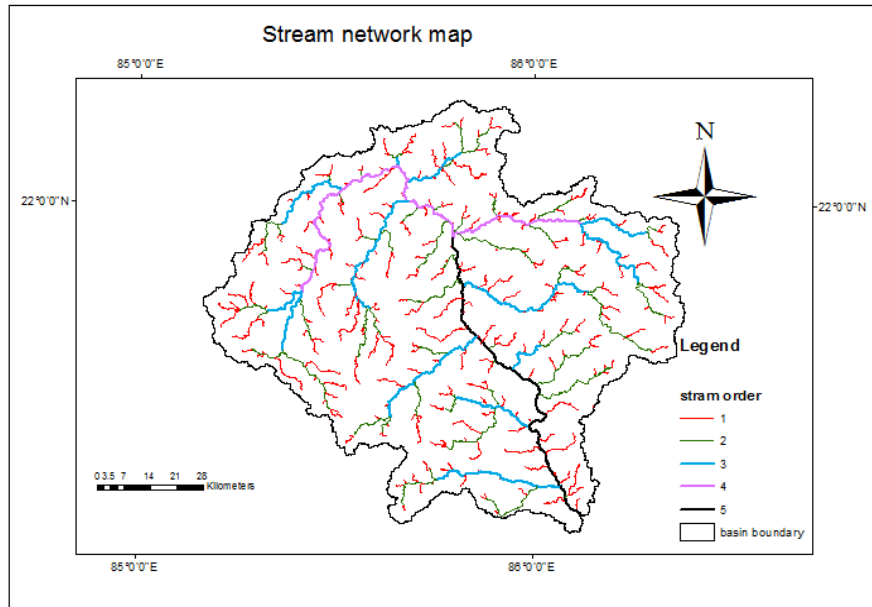 Stream network map
85°0'0"E
86°0'0"E
N
22°0'0"N
22°0'0"N
Legend
stram order
1
2
3
4
5
basin boundary
0 3.5 7 14 21 28
Kilometers
85°0'0"E
86°0'0"E